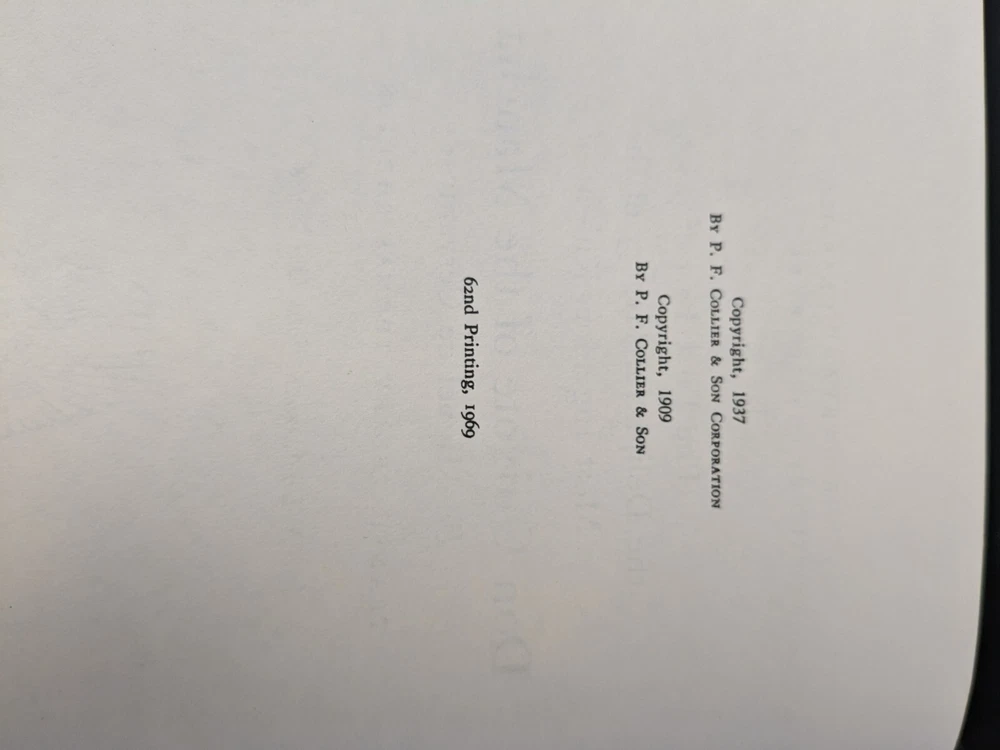 Copyright, 1937
By P. F. Collier & Son Corporation
Copyright, 1909
By P. F. Collier & Son
62nd Printing, 1969